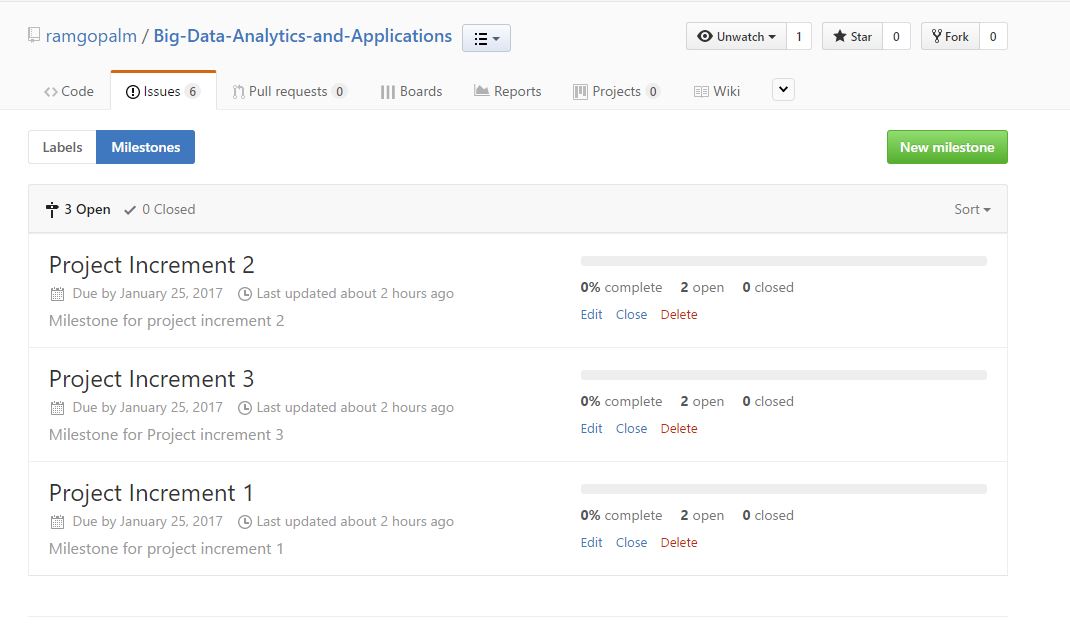 ramgopalm / Big-Data-Analytics-and-Applications Unwatch 1 Star 0 Fork 0
Code Issues 6 Pull requests 0 Boards Reports Projects 0 Wiki
Labels Milestones New milestone
3 Open 0 Closed Sort
Project Increment 2
Due by January 25, 2017 Last updated about 2 hours ago
Milestone for project increment 2
0% complete 2 open 0 closed
Edit Close Delete
Project Increment 3
Due by January 25, 2017 Last updated about 2 hours ago
Milestone for Project increment 3
0% complete 2 open 0 closed
Edit Close Delete
Project Increment 1
Due by January 25, 2017 Last updated about 2 hours ago
Milestone for project increment 1
0% complete 2 open 0 closed
Edit Close Delete